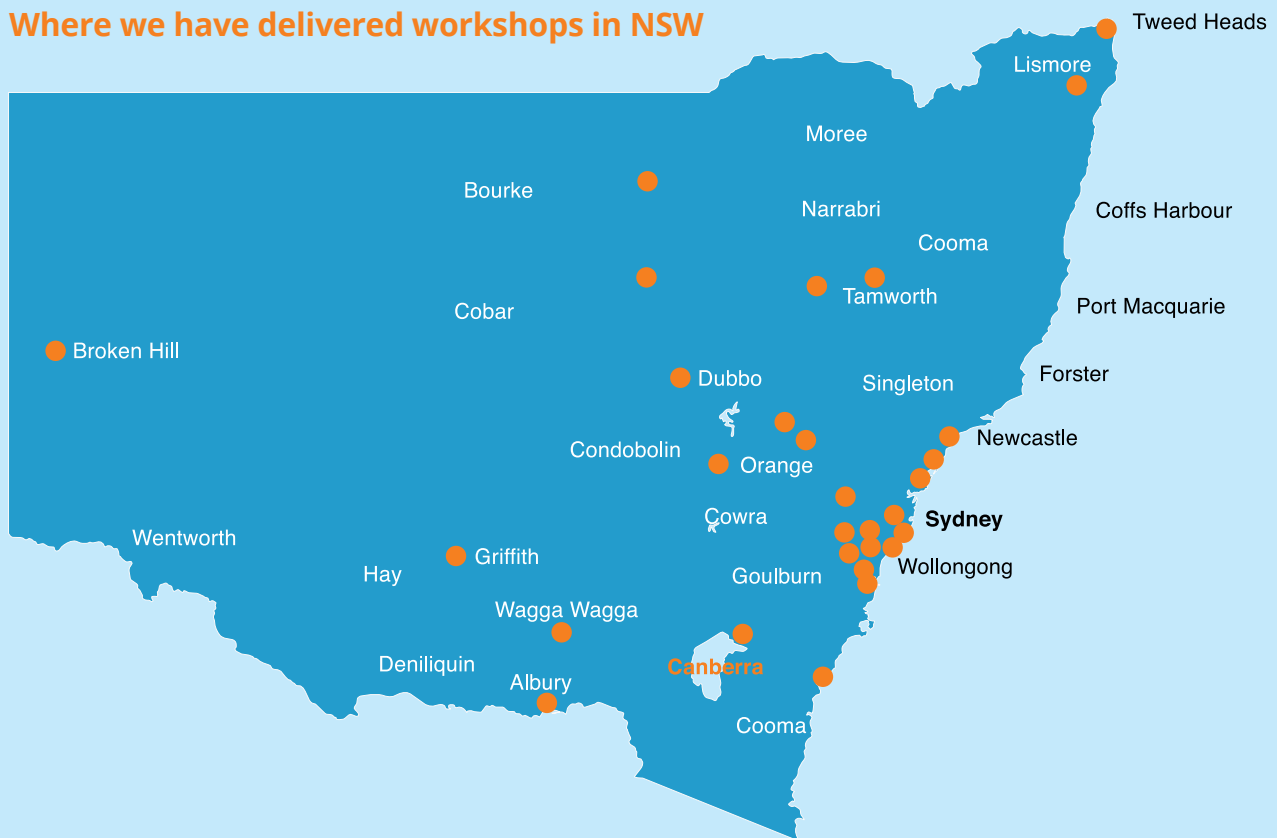 Where we have delivered workshops in NSW
Tweed Heads
Lismore
Moree
Bourke
Narrabri
Coffs Harbour
Cooma
Tamworth
Port Macquarie
Cobar
Broken Hill
Dubbo
Singleton
Forster
Newcastle
Condobolin
Orange
Cowra
Sydney
Wentworth
Griffith
Wollongong
Hay
Goulburn
Wagga Wagga
Deniliquin
Canberra
Albury
Cooma